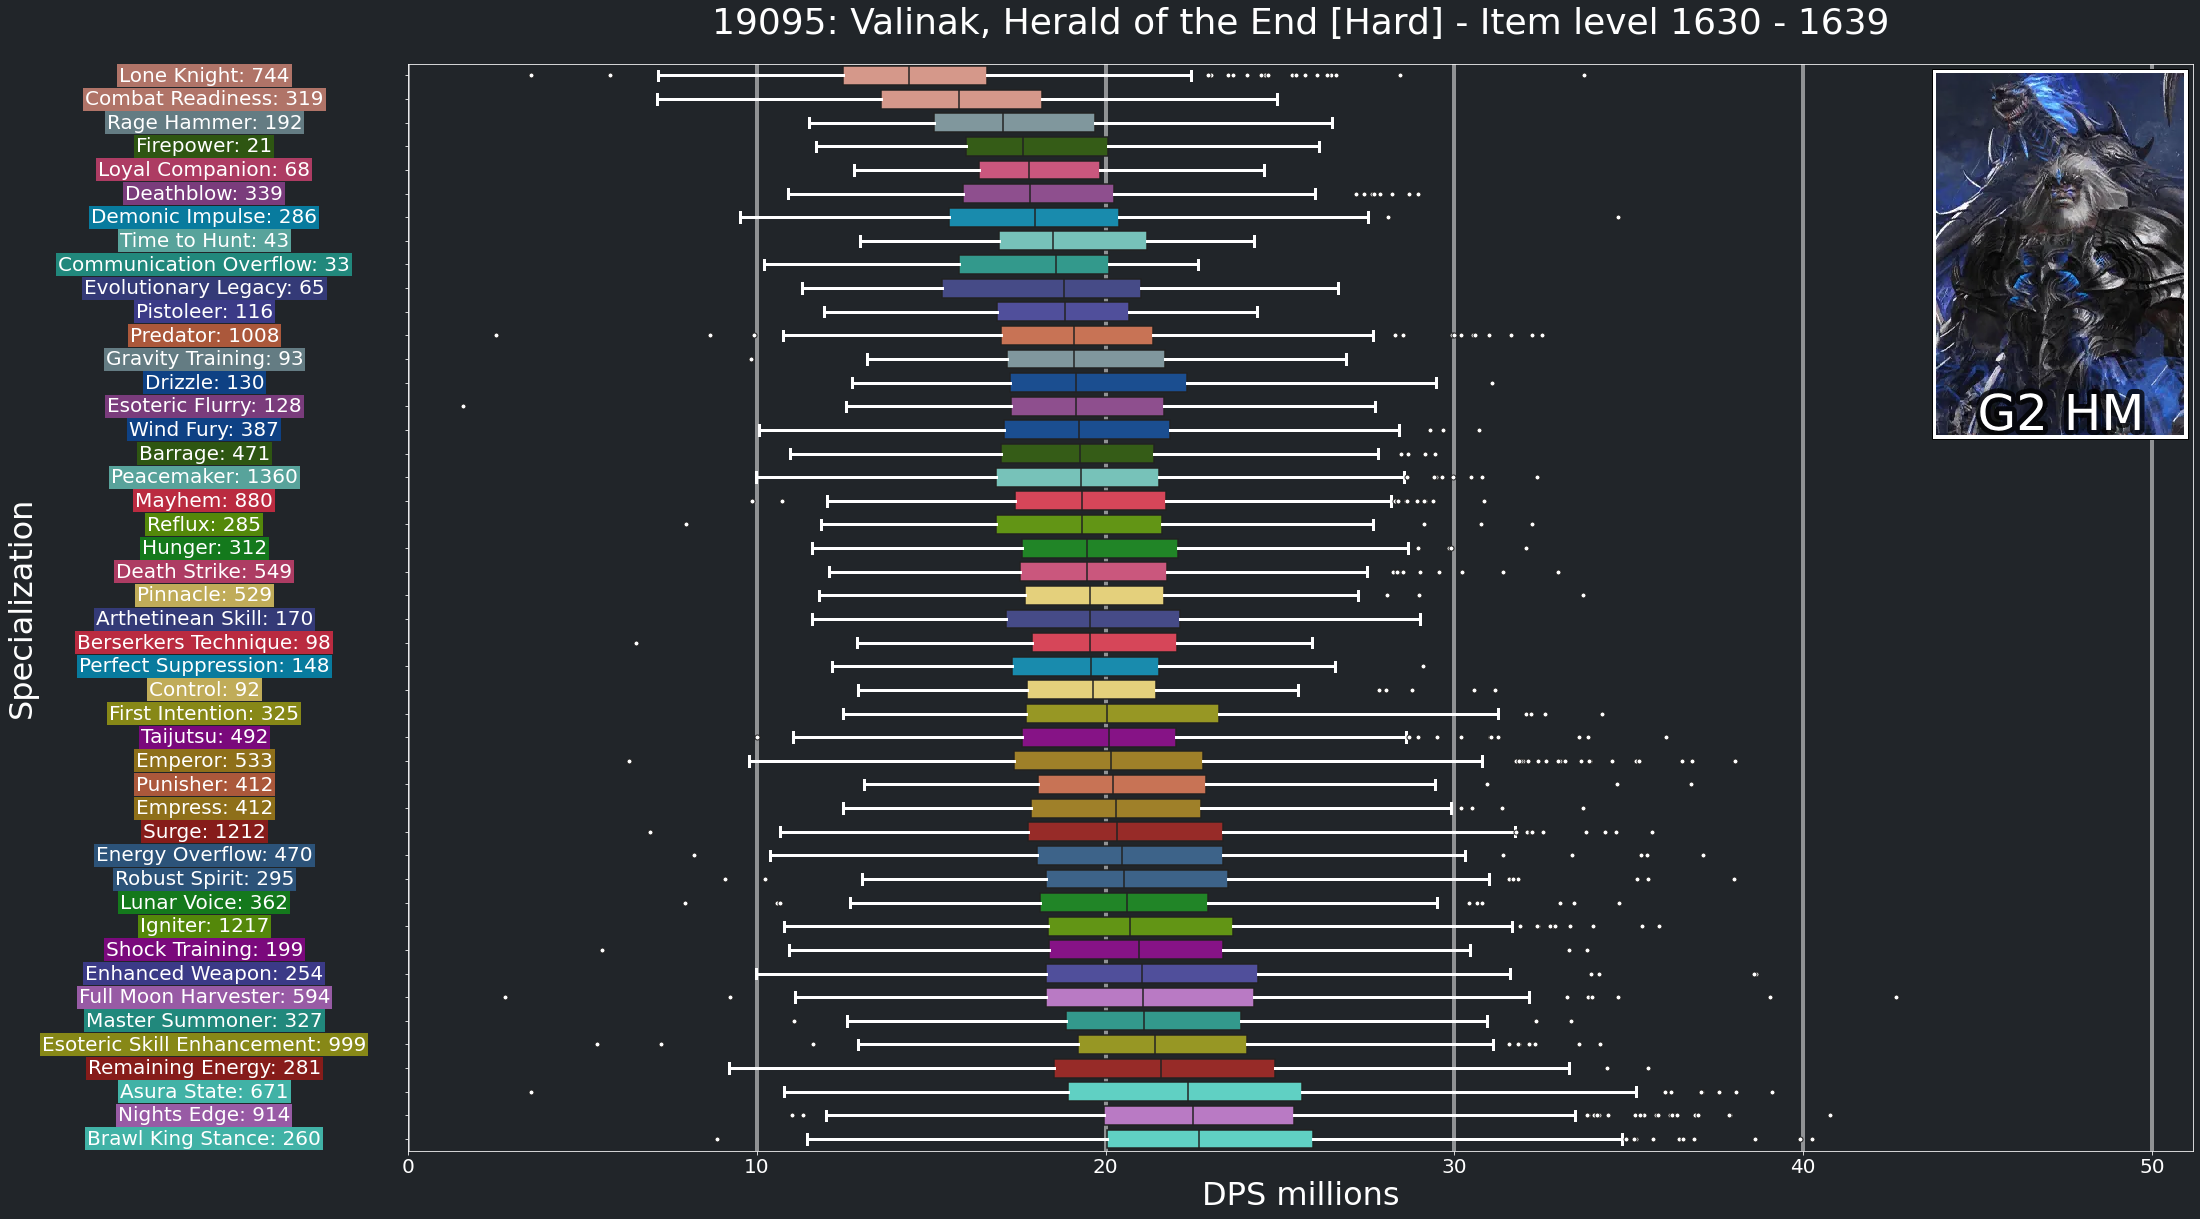 19095: Valinak, Herald of the End [Hard] - Item level 1630 - 1639
Lone Knight: 744
Combat Readiness: 319
Rage Hammer: 192
Firepower: 21
Loyal Companion: 68
Deathblow: 339
Demonic Impulse: 286
Time to Hunt: 43
Communication Overflow: 33
Evolutionary Legacy: 65
Pistoleer: 116
Predator: 1008
Gravity Training: 93
Drizzle: 130
Esoteric Flurry: 128
Wind Fury: 387
Barrage: 471
Peacemaker: 1360
Mayhem: 880
Reflux: 285
Hunger: 312
Death Strike: 549
Pinnacle: 529
Arthetinean Skill: 170
Berserkers Technique: 98
Perfect Suppression: 148
Control: 92
First Intention: 325
Taijutsu: 492
Emperor: 533
Punisher: 412
Empress: 412
Surge: 1212
Energy Overflow: 470
Robust Spirit: 295
Lunar Voice: 362
Igniter: 1217
Shock Training: 199
Enhanced Weapon: 254
Full Moon Harvester: 594
Master Summoner: 327
Esoteric Skill Enhancement: 999
Remaining Energy: 281
Asura State: 671
Nights Edge: 914
Brawl King Stance: 260
Specialization
G2 HM
0 10 20 30 40 50
DPS millions